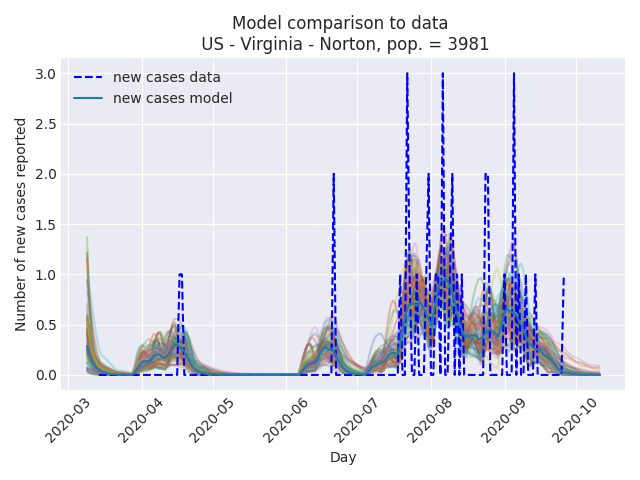 Model comparison to data
US - Virginia - Norton, pop. = 3981
new cases data
new cases model
Number of new cases reported
3.0
2.5
2.0
1.5
1.0
0.5
0.0
2020-03
2020-04
2020-05
2020-06
2020-07
2020-08
2020-09
2020-10
Day